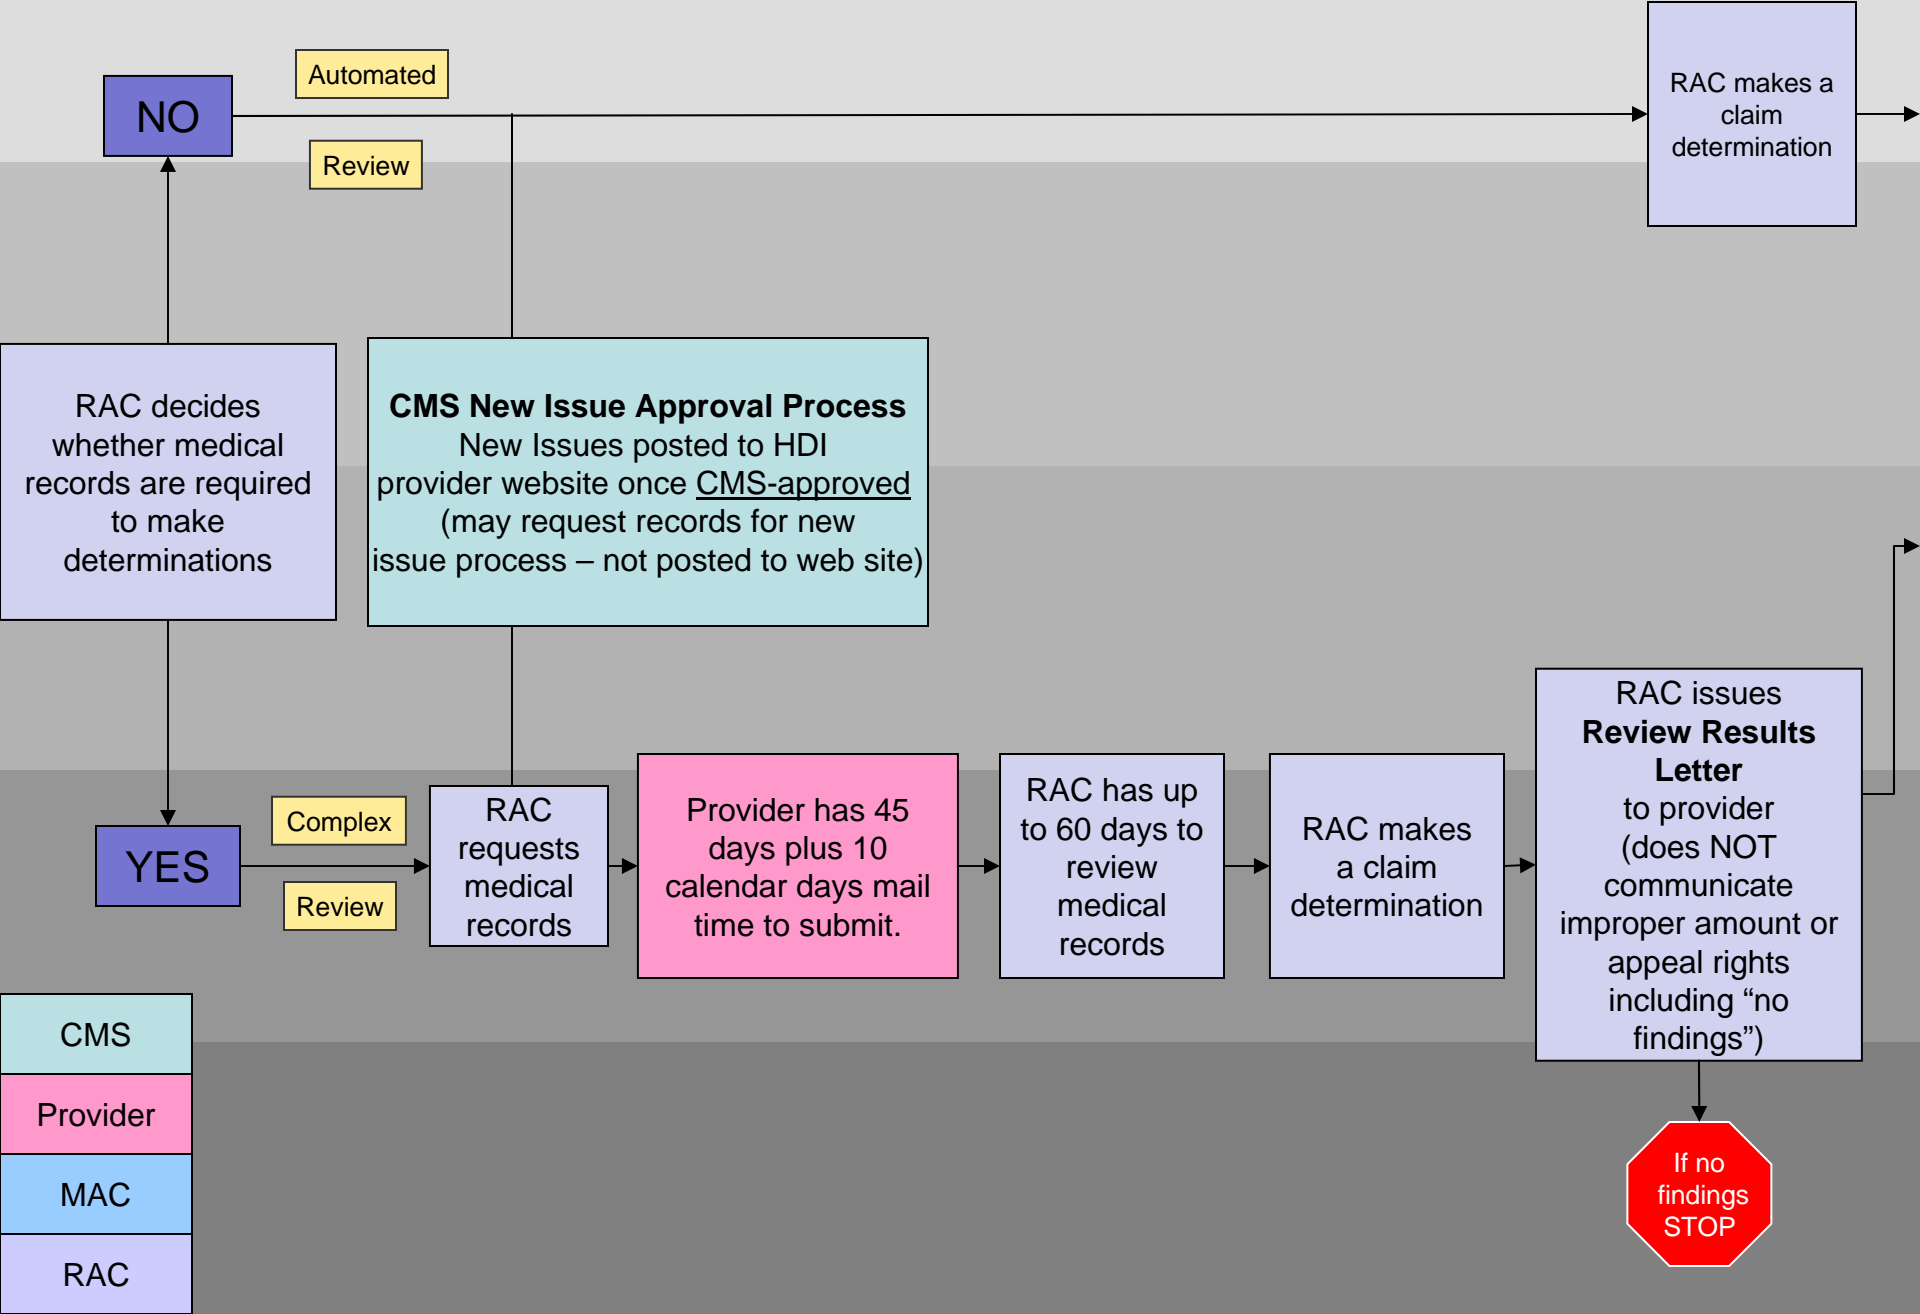 Automated
NO
Review
RAC makes a
claim
determination
RAC decides
whether medical
records are required
to make
determinations
CMS New Issue Approval Process
New Issues posted to HDI
provider website once CMS-approved
(may request records for new
issue process – not posted to web site)
YES
Complex
Review
RAC
requests
medical
records
Provider has 45
days plus 10
calendar days mail
time to submit.
RAC has up
to 60 days to
review
medical
records
RAC makes
a claim
determination
RAC issues
Review Results
Letter
to provider
(does NOT
communicate
improper amount or
appeal rights
including “no
findings”)
If no
findings
STOP
CMS
Provider
MAC
RAC